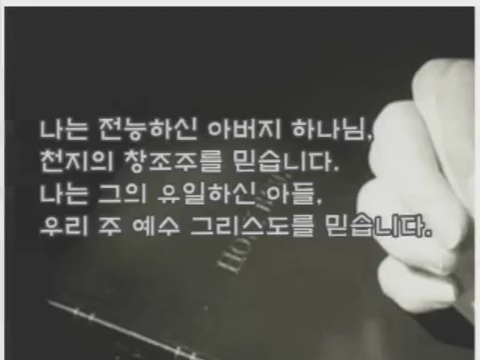 나는 전능하신 아버지 하나님,
천지의 창조주를 믿습니다.
나는 그의 유일하신 아들,
우리 주 예수 그리스도를 믿습니다.
HOLY